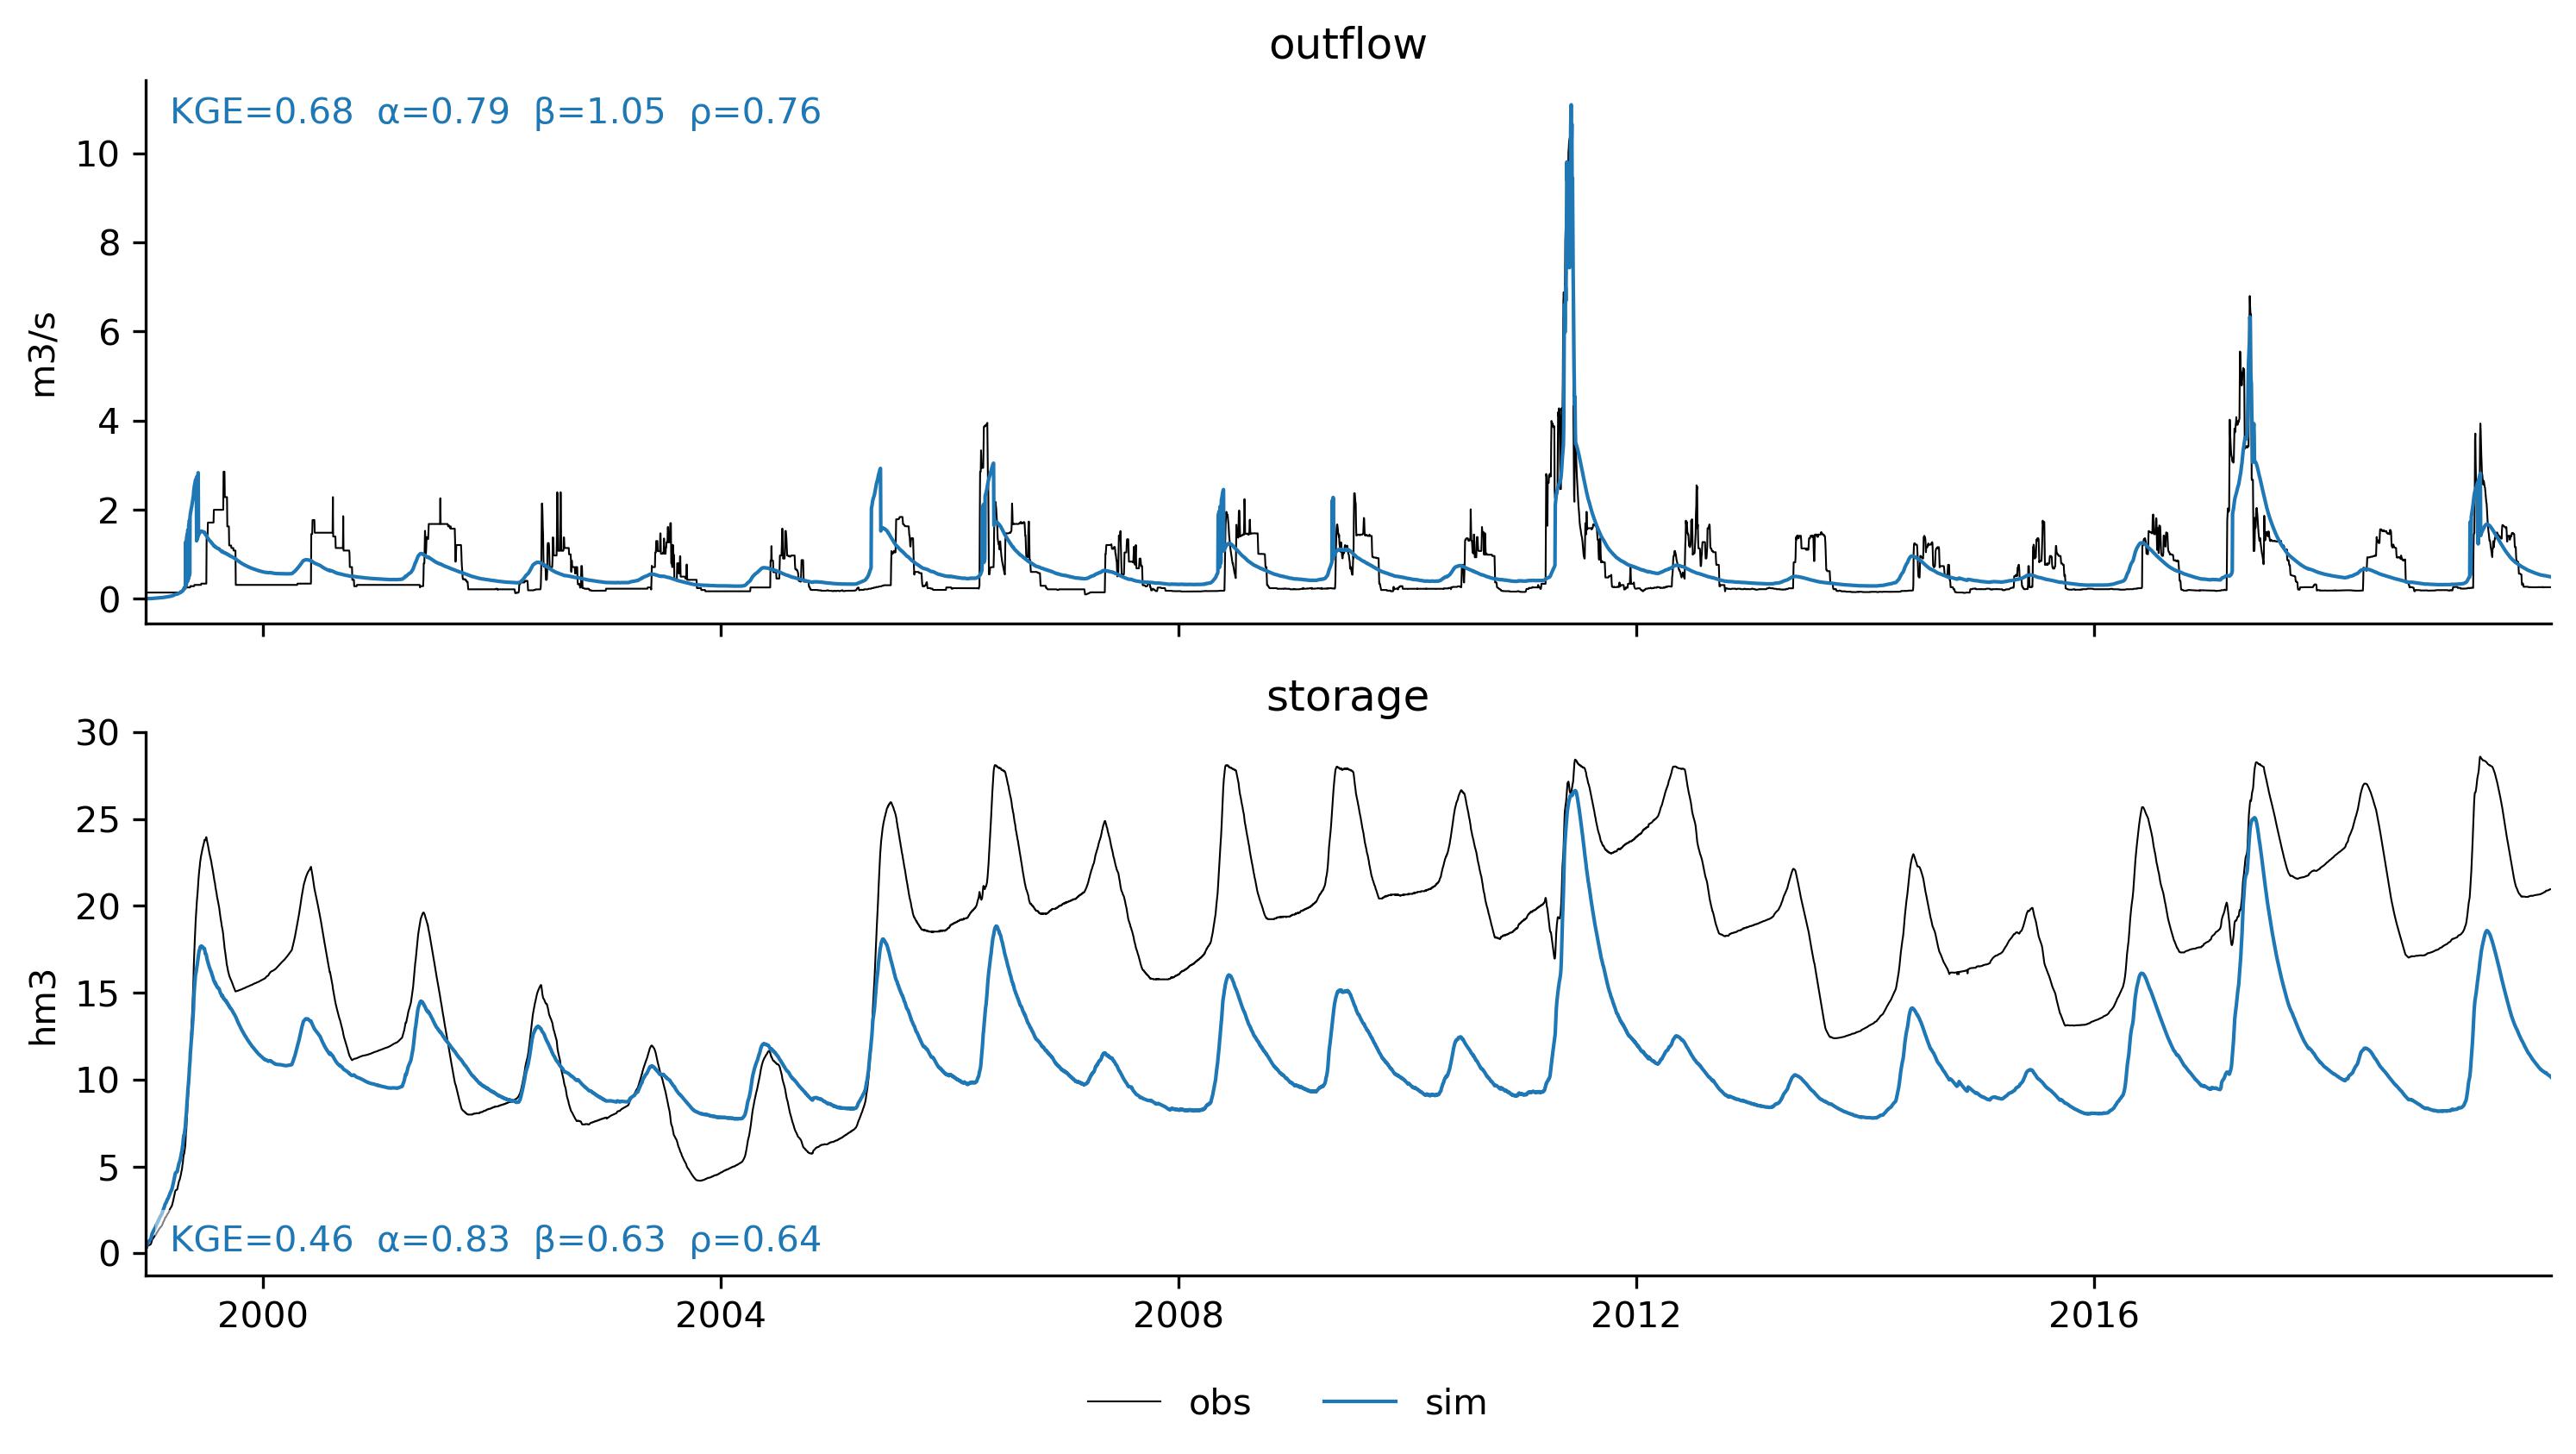 outflow
KGE=0.68 α=0.79 β=1.05 ρ=0.76
10
8
6
4
2
0
m3/s
storage
30
25
20
15
10
5
0
hm3
KGE=0.46 α=0.83 β=0.63 ρ=0.64
2000 2004 2008 2012 2016
obs sim